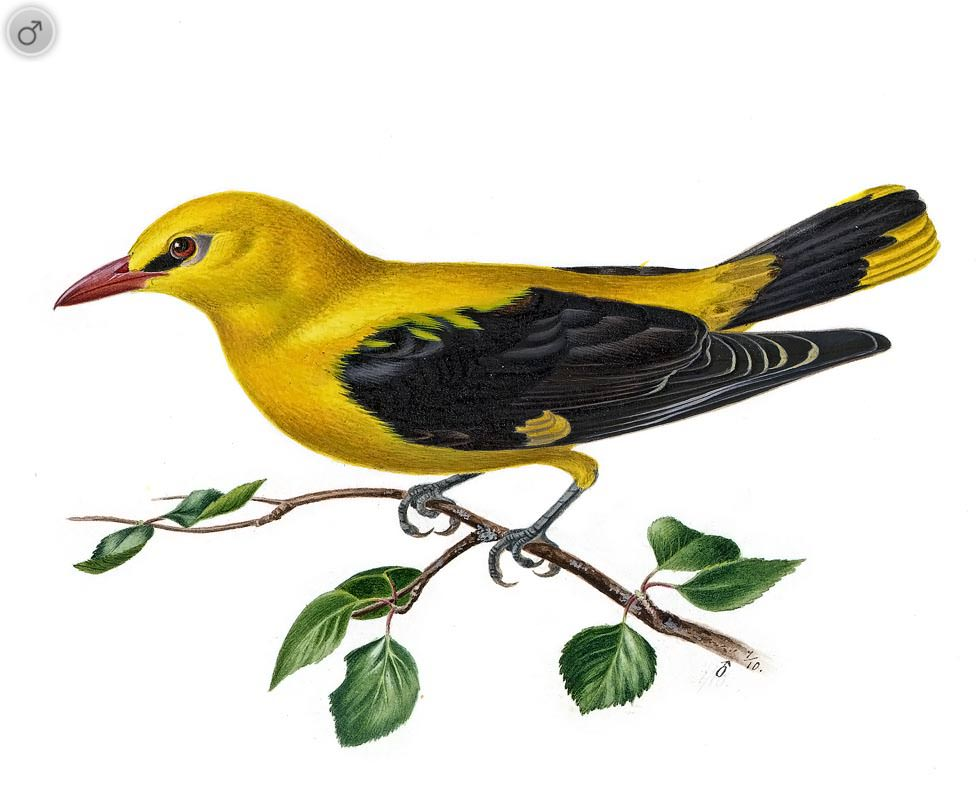 ♂
♂ 1/10.